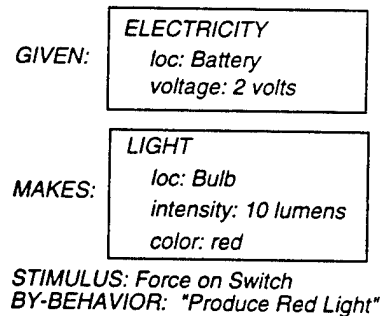 GIVEN:
ELECTRICITY
loc: Battery
voltage: 2 volts
MAKES:
LIGHT
loc: Bulb
intensity: 10 lumens
color: red
STIMULUS: Force on Switch
BY-BEHAVIOR: "Produce Red Light"